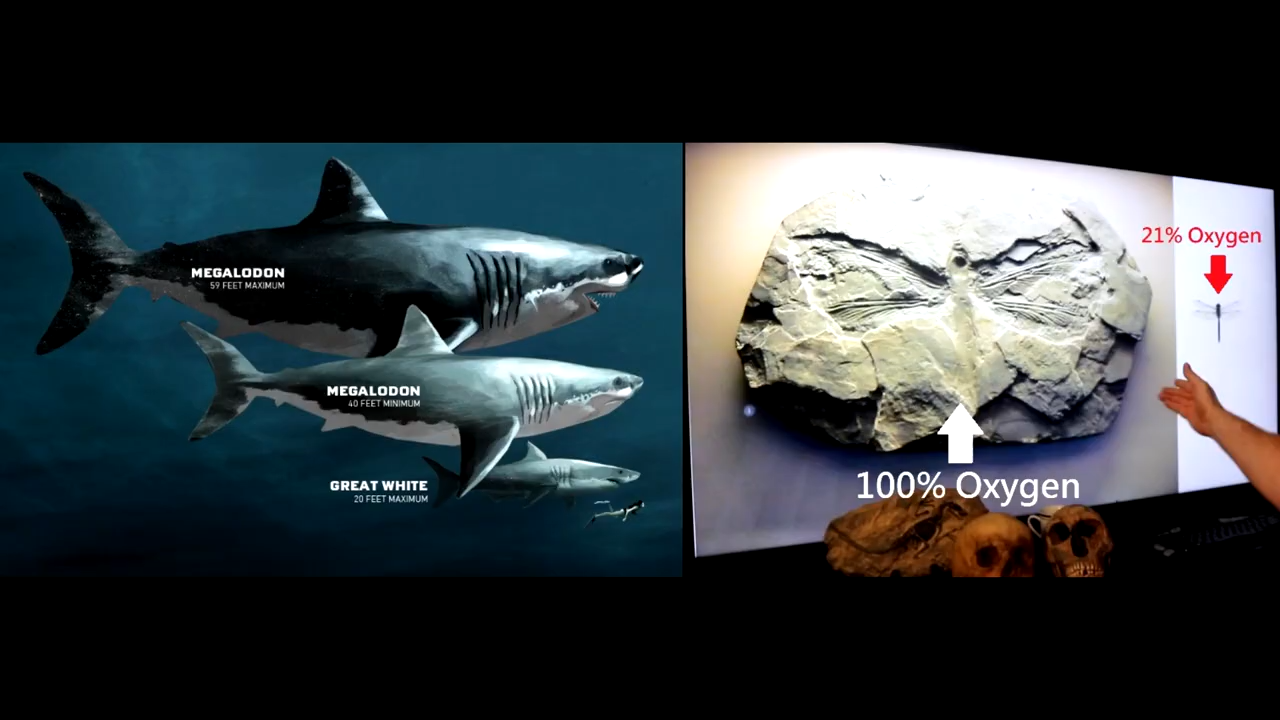 MEGALODON
59 FEET MAXIMUM
MEGALODON
40 FEET MINIMUM
GREAT WHITE
20 FEET MAXIMUM
21% Oxygen
100% Oxygen